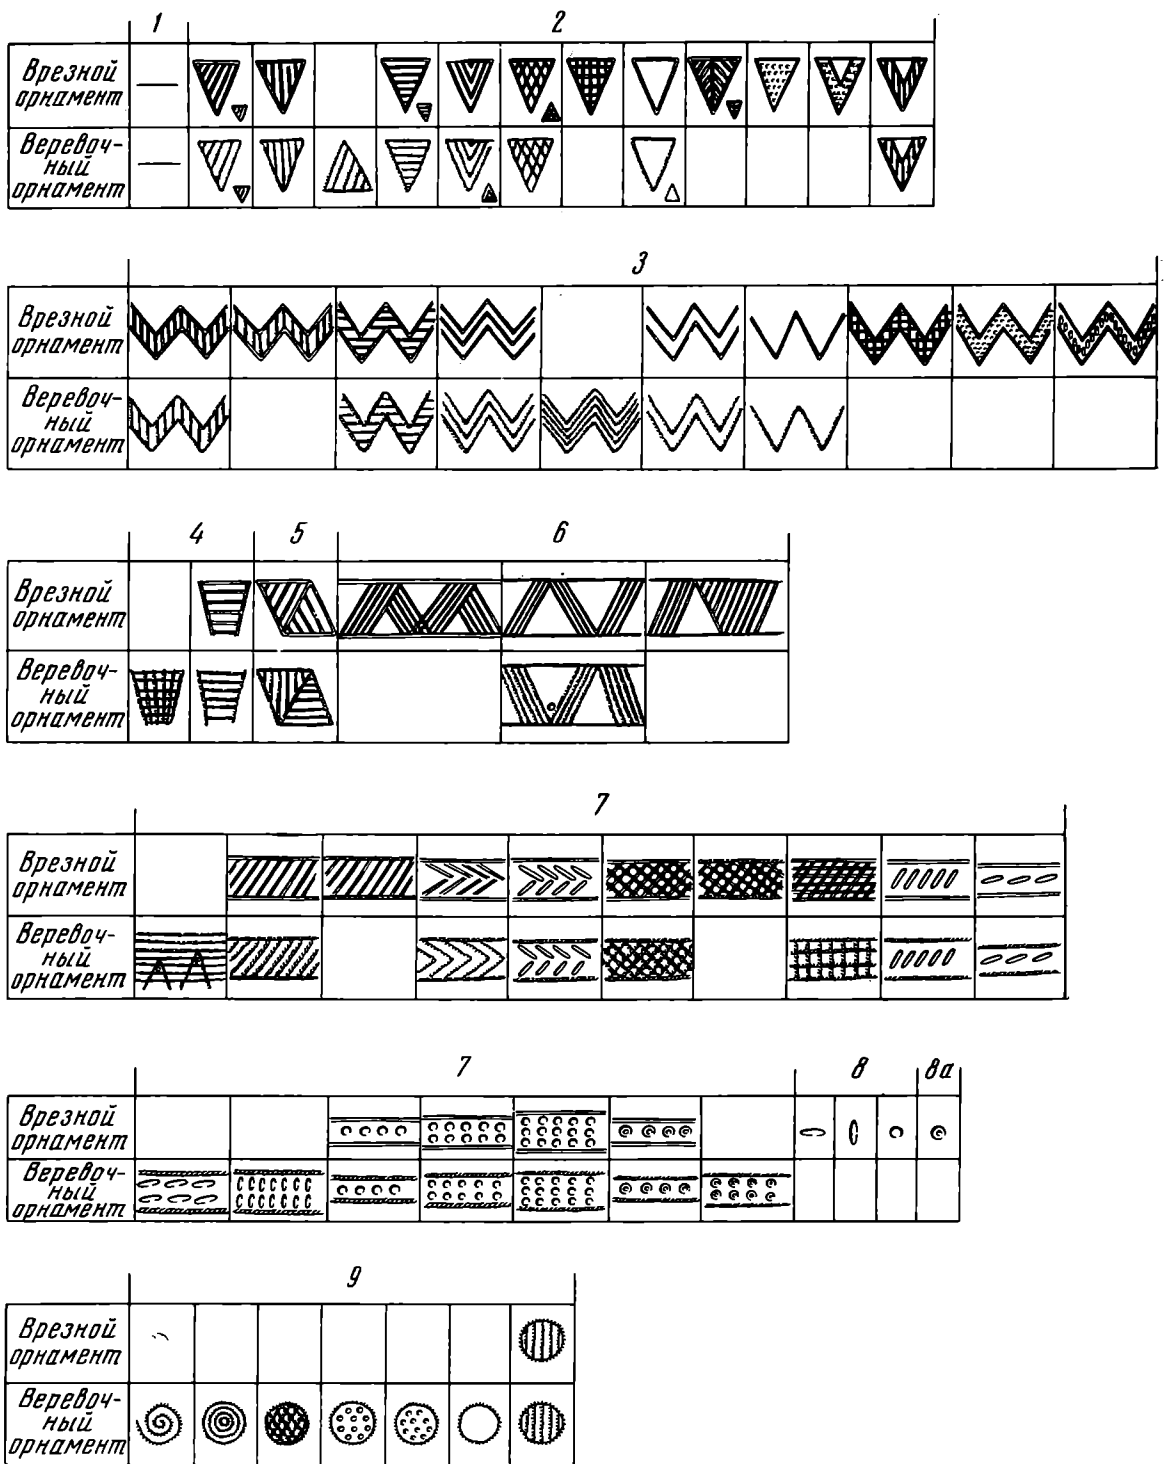 1 2
Врезной
орнамент
Веревоч-
ный
орнамент
3
Врезной
орнамент
Веревоч-
ный
орнамент
4 5 6
Врезной
орнамент
Веревоч-
ный
орнамент
7
Врезной
орнамент
Веревоч-
ный
орнамент
7 8 8а
Врезной
орнамент
Веревоч-
ный
орнамент
9
Врезной
орнамент
Веревоч-
ный
орнамент